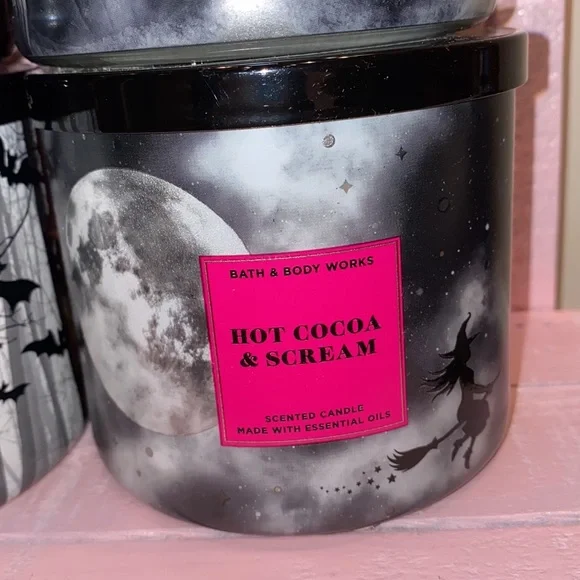 BATH & BODY WORKS
HOT COCOA
& SCREAM
SCENTED CANDLE
MADE WITH ESSENTIAL OILS